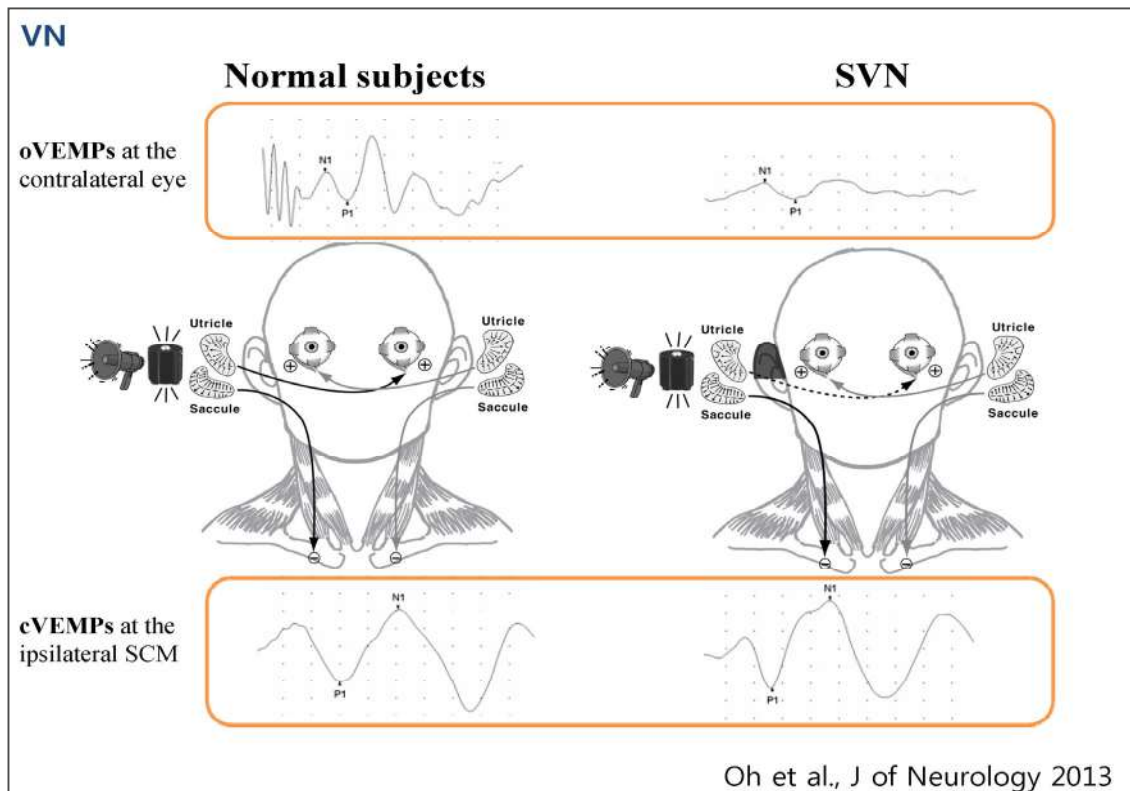 VN
Normal subjects
SVN
oVEMPs at the
contralateral eye
N1
P1
N1
P1
Utricle
Saccule
Utricle
Saccule
Utricle
Saccule
Utricle
Saccule
cVEMPs at the
ipsilateral SCM
N1
P1
N1
P1
Oh et al., J of Neurology 2013